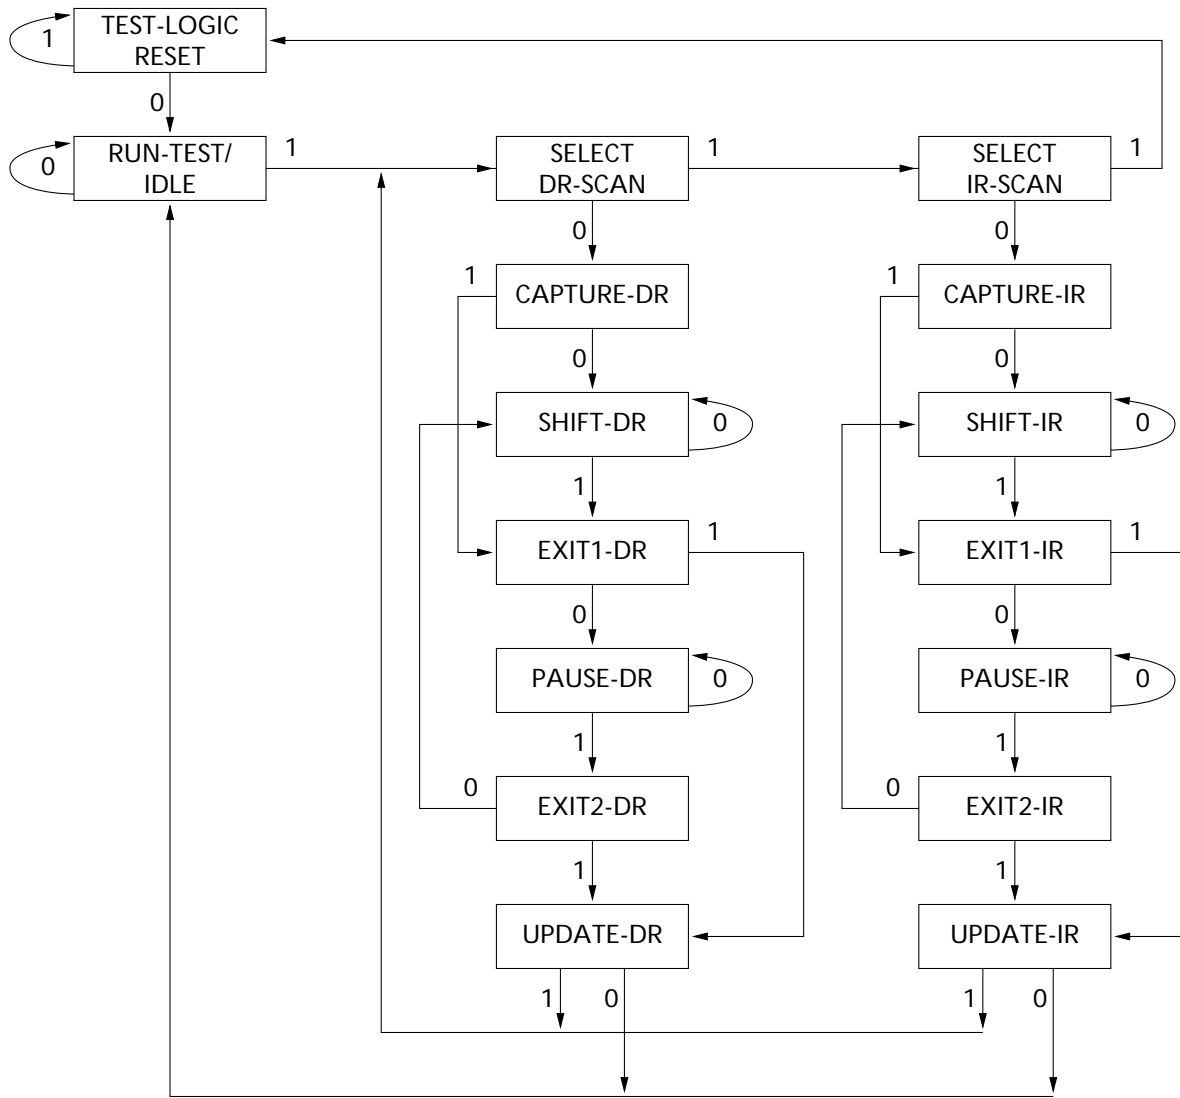 TEST-LOGIC
RESET
1
0
RUN-TEST/
IDLE
0
1
SELECT
DR-SCAN
1
SELECT
IR-SCAN
1
0
0
1
CAPTURE-DR
1
CAPTURE-IR
0
0
SHIFT-DR
0
SHIFT-IR
0
1
1
EXIT1-DR
1
EXIT1-IR
1
0
0
PAUSE-DR
0
PAUSE-IR
0
1
1
0
EXIT2-DR
0
EXIT2-IR
1
1
UPDATE-DR
UPDATE-IR
1
0
1
0